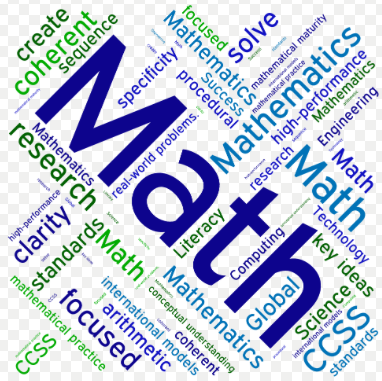 create
coherent
sequence
focused
Mathematics
Success
solve
mathematical maturity
mathematical practice
specificity
procedural
Mathematics
high-performance
Mathematics
Engineering
Math
research
Mathematics
real-world problems.
research
Math
Math
Technology
high-performance
clarity
standards
Math
Literacy
Computing
key ideas
mathematical practice
CCSS
focused
arithmetic
international models
coherent
conceptual understanding
Mathematics
Global
Science
international models
CCSS
standards